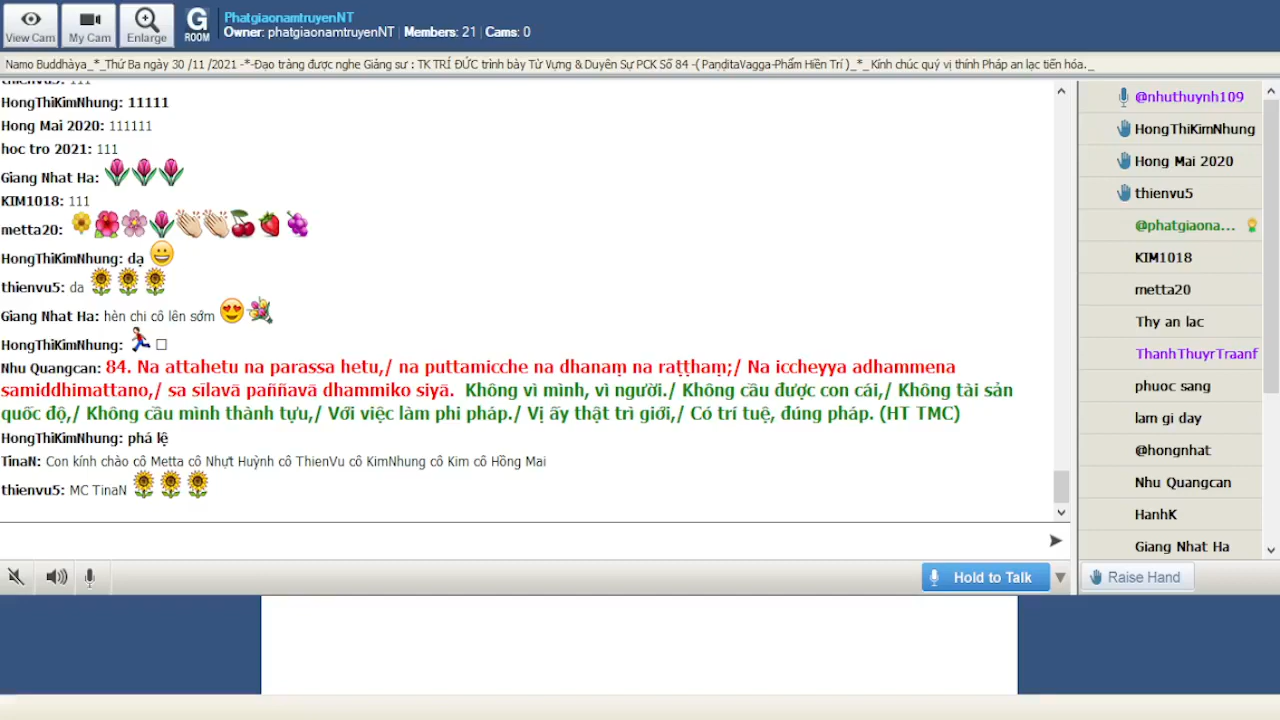 View Cam
My Cam
Enlarge
G
ROOM
PhatgiaonamtruyenNT
Owner: phatgiaonamtruyenNT | Members: 21 | Cams: 0
Namo Buddhàya_*_Thứ Ba ngày 30 /11 /2021 -*-Đạo tràng được nghe Giảng sư : TK TRÍ ĐỨC trình bày Từ Vựng & Duyên Sự PCK Số 84 -( PaṇḍitaVagga-Phẩm Hiền Trí )_*_ Kính chúc quý vị thính Pháp an lạc tiến hóa._
thienvu5: 111
HongThiKimNhung: 11111
Hong Mai 2020: 111111
hoc tro 2021: 111
Giang Nhat Ha:
KIM1018: 111
metta20:
HongThiKimNhung: dạ
thienvu5: da
Giang Nhat Ha: hèn chi cô lên sớm
HongThiKimNhung:
Nhu Quangcan: 84. Na attahetu na parassa hetu,/ na puttamicche na dhanaṃ na raṭṭhaṃ;/ Na iccheyya adhammena
samiddhimattano,/ sa sīlavā paññavā dhammiko siyā. Không vì mình, vì người./ Không cầu được con cái,/ Không tài sản
quốc độ,/ Không cầu mình thành tựu,/ Với việc làm phi pháp./ Vị ấy thật trì giới,/ Có trí tuệ, đúng pháp. (HT TMC)
HongThiKimNhung: phá lệ
TinaN: Con kính chào cô Metta cô Nhựt Huỳnh cô ThienVu cô KimNhung cô Kim cô Hồng Mai
thienvu5: MC TinaN
Hold to Talk
@nhuthuynh109
HongThiKimNhung
Hong Mai 2020
thienvu5
@phatgiaona...
KIM1018
metta20
Thy an lac
ThanhThuyrTraanf
phuoc sang
lam gi day
@hongnhat
Nhu Quangcan
HanhK
Giang Nhat Ha
Raise Hand